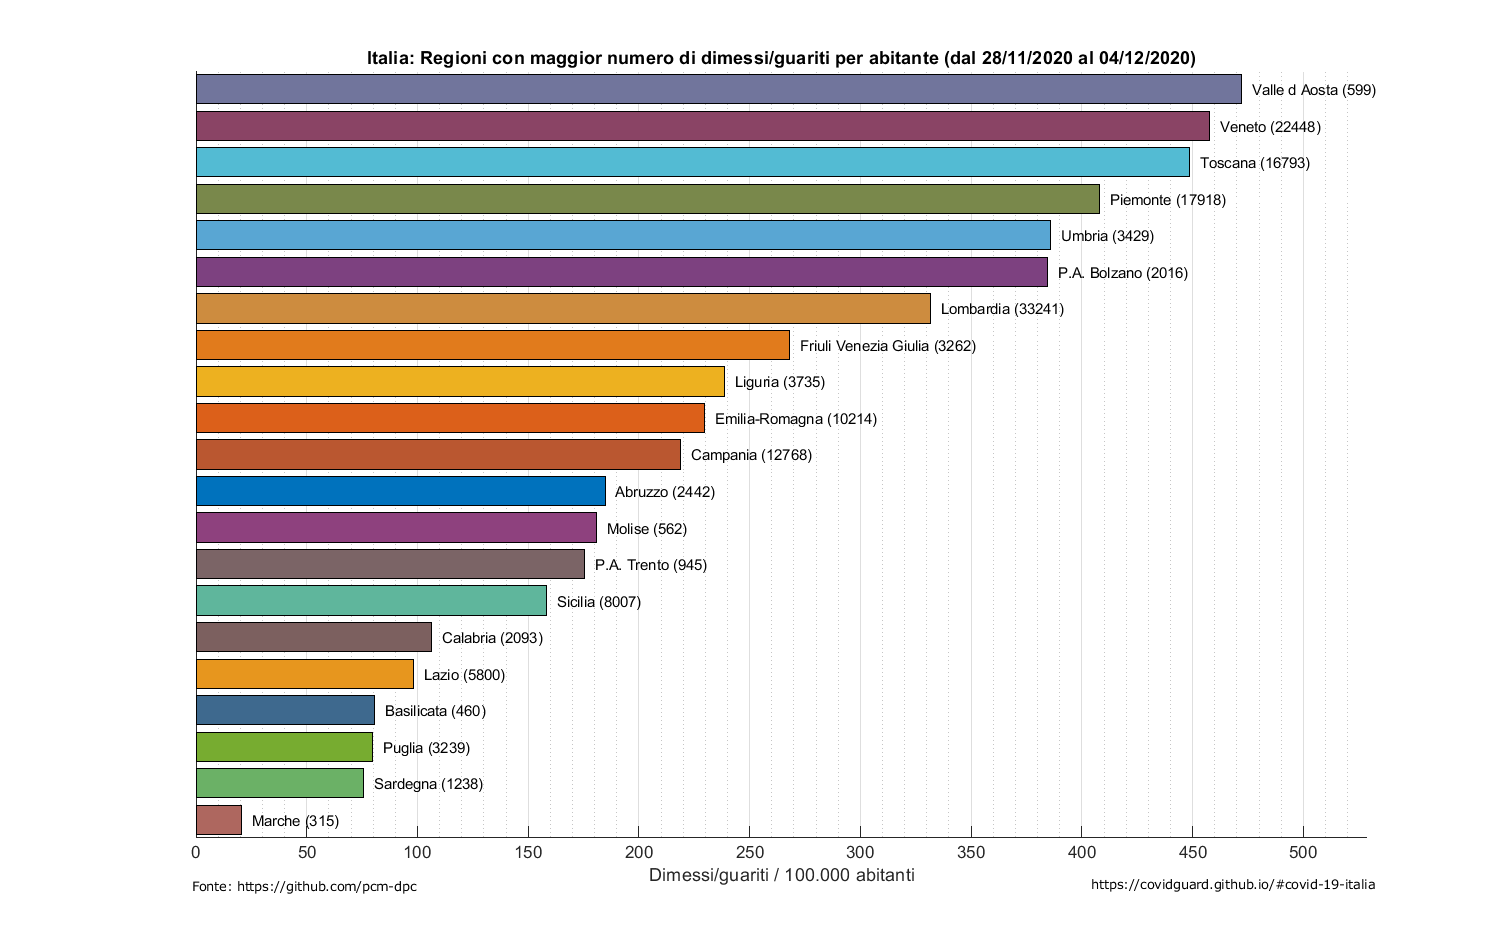 Italia: Regioni con maggior numero di dimessi/guariti per abitante (dal 28/11/2020 al 04/12/2020)
Valle d Aosta (599)
Veneto (22448)
Toscana (16793)
Piemonte (17918)
Umbria (3429)
P.A. Bolzano (2016)
Lombardia (33241)
Friuli Venezia Giulia (3262)
Liguria (3735)
Emilia-Romagna (10214)
Campania (12768)
Abruzzo (2442)
Molise (562)
P.A. Trento (945)
Sicilia (8007)
Calabria (2093)
Lazio (5800)
Basilicata (460)
Puglia (3239)
Sardegna (1238)
Marche (315)
0 50 100 150 200 250 300 350 400 450 500
Dimessi/guariti / 100.000 abitanti
Fonte: https://github.com/pcm-dpc
https://covidguard.github.io/#covid-19-italia